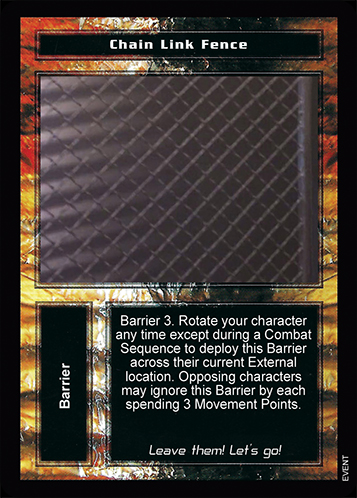 Chain Link Fence
Barrier
Barrier 3. Rotate your character
any time except during a Combat
Sequence to deploy this Barrier
across their current External
location. Opposing characters
may ignore this Barrier by each
spending 3 Movement Points.
Leave them! Let's go!
EVENT